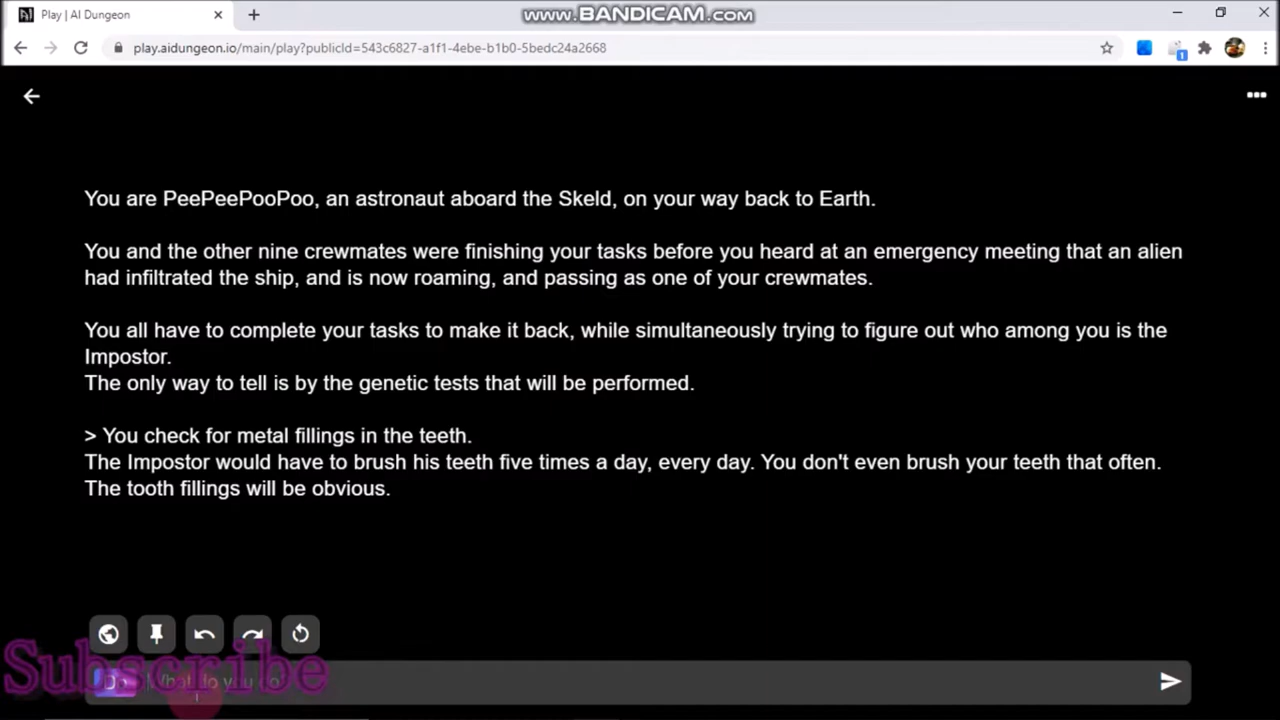 Play | AI Dungeon
www.BANDICAM.com
play.aidungeon.io/main/play?publicId=543c6827-a1f1-4ebe-b1b0-5bedc24a2668
1
You are PeePeePooPoo, an astronaut aboard the Skeld, on your way back to Earth.
You and the other nine crewmates were finishing your tasks before you heard at an emergency meeting that an alien
had infiltrated the ship, and is now roaming, and passing as one of your crewmates.
You all have to complete your tasks to make it back, while simultaneously trying to figure out who among you is the
Impostor.
The only way to tell is by the genetic tests that will be performed.
> You check for metal fillings in the teeth.
The Impostor would have to brush his teeth five times a day, every day. You don't even brush your teeth that often.
The tooth fillings will be obvious.
Subscribe
Do What do you do?